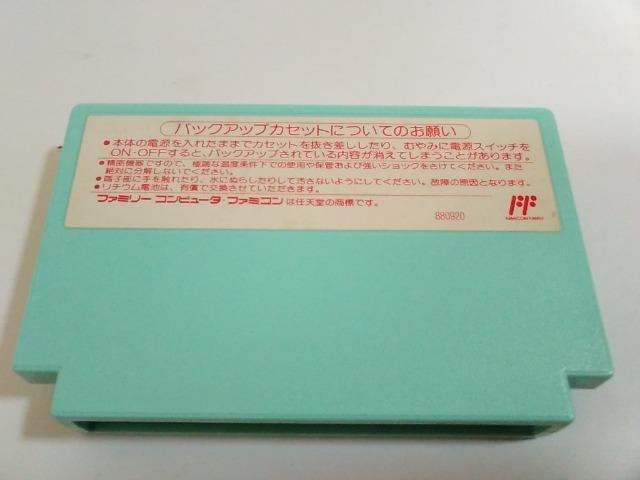 バックアップカセットについてのお願い
●本体の電源を入れたままでカセットを抜き差ししたり、むやみに電源スイッチを
ON・OFFすると、バックアップされている内容が消えてしまうことがあります。
●精密機器ですので、極端な温度条件下での使用や保管および強いショックをさけてください。また
絶対に分解しないでください。
●端子部に手を触れたり、水にぬらしたりして汚さないようにしてください。故障の原因となります。
●リチウム電池は、有償で交換させていただきます。
ファミリー コンピュータ・ファミコン は任天堂の商標です。
880920